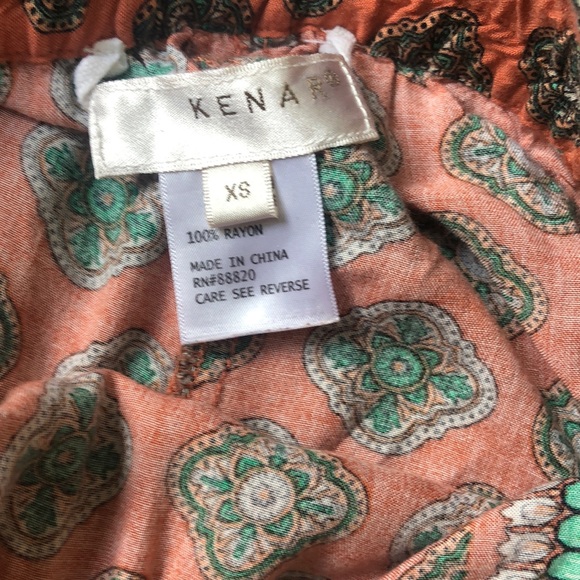 KENAR®
XS
100% RAYON
MADE IN CHINA
RN#88820
CARE SEE REVERSE